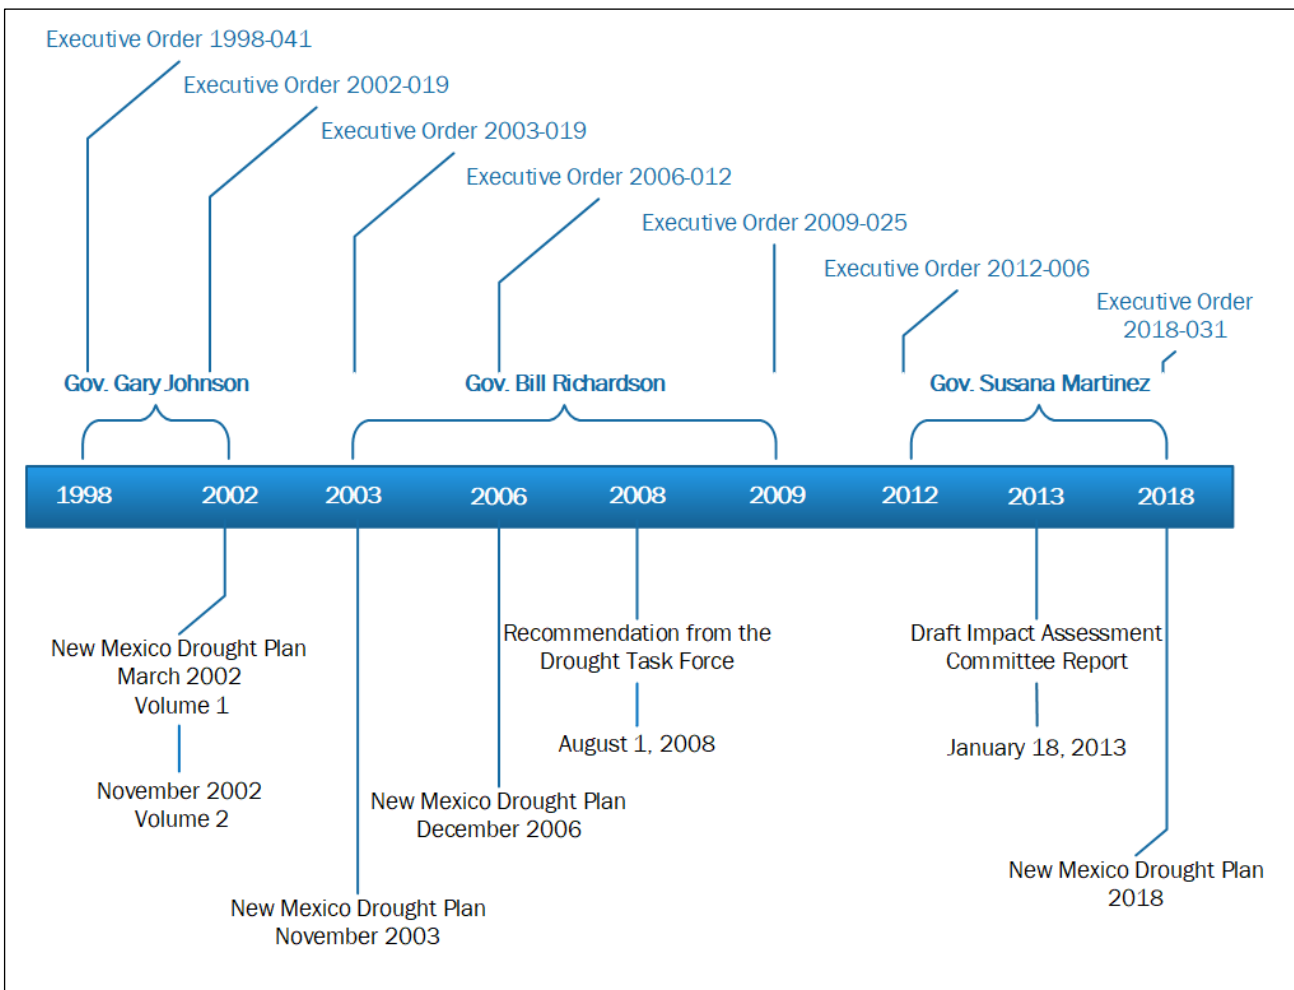 Executive Order 1998-041
Executive Order 2002-019
Executive Order 2003-019
Executive Order 2006-012
Executive Order 2009-025
Executive Order 2012-006
Executive Order
2018-031
Gov. Gary Johnson
Gov. Bill Richardson
Gov. Susana Martinez
1998
2002
2003
2006
2008
2009
2012
2013
2018
New Mexico Drought Plan
March 2002
Volume 1
November 2002
Volume 2
New Mexico Drought Plan
November 2003
New Mexico Drought Plan
December 2006
Recommendation from the
Drought Task Force
August 1, 2008
Draft Impact Assessment
Committee Report
January 18, 2013
New Mexico Drought Plan
2018